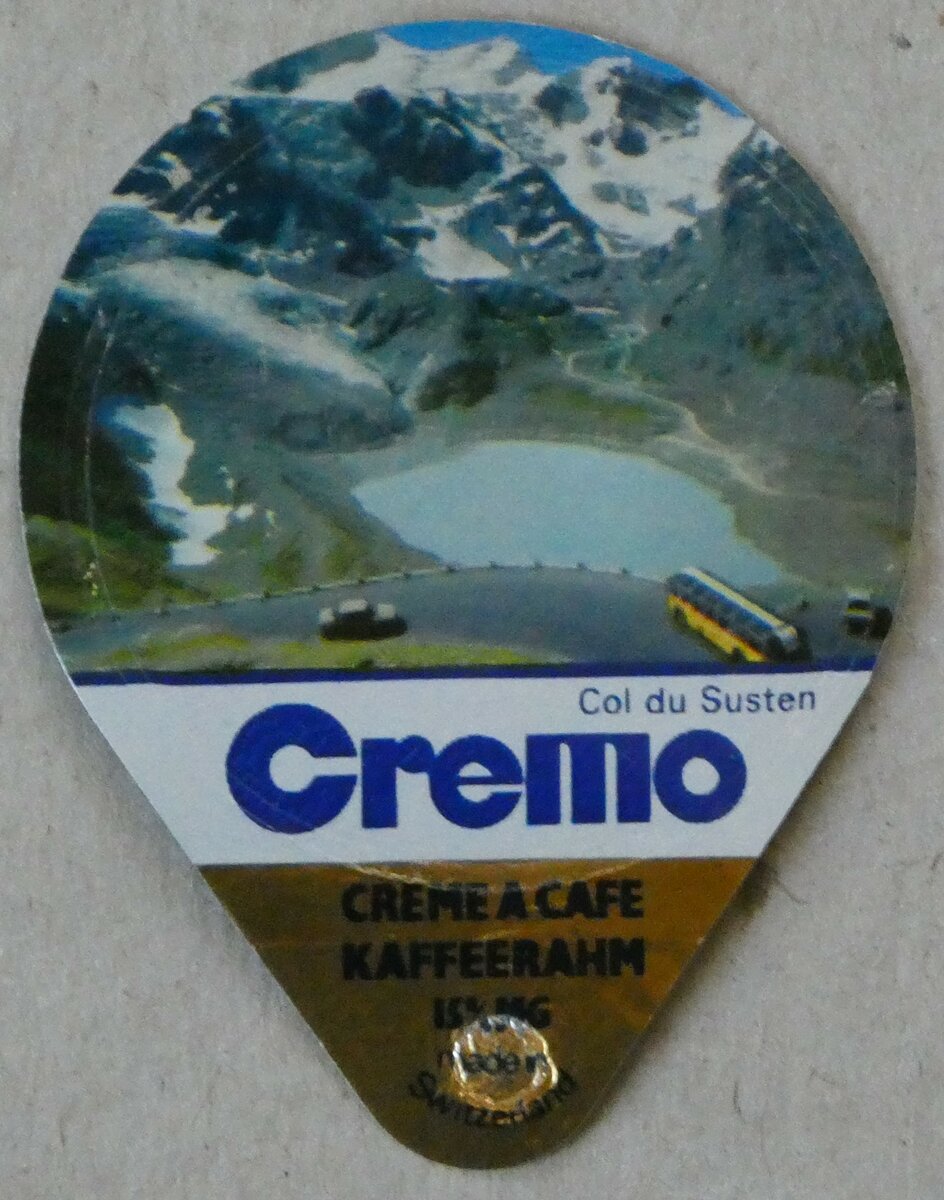 Col du Susten
Cremo
CREME A CAFE
KAFFEERAHM
15% MG
made in
Switzerland